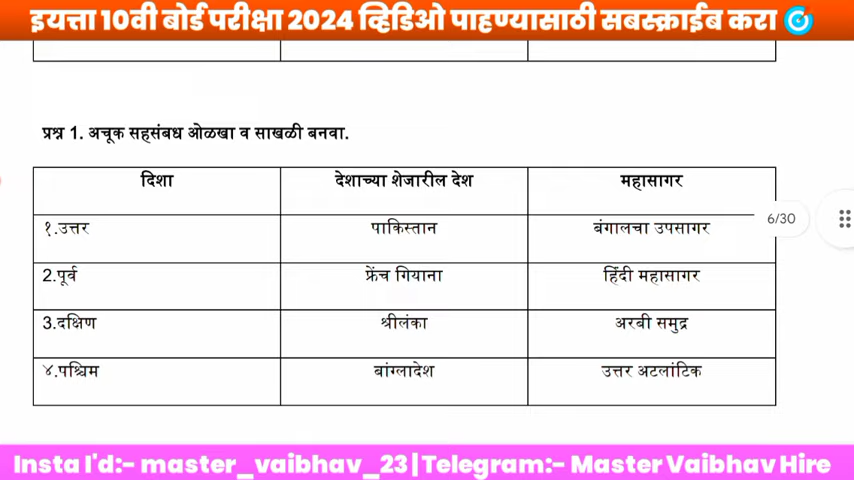 इयत्ता 10वी बोर्ड परीक्षा 2024 व्हिडिओ पाहण्यासाठी सबस्क्राईब करा
प्रश्न 1. अचूक सहसंबध ओळखा व साखळी बनवा.
दिशा देशाच्या शेजारील देश महासागर
१.उत्तर पाकिस्तान बंगालचा उपसागर
6/30
2.पूर्व फ्रेंच गियाना हिंदी महासागर
3.दक्षिण श्रीलंका अरबी समुद्र
४.पश्चिम बांग्लादेश उत्तर अटलांटिक
Insta I'd:- master_vaibhav_23|Telegram:- Master Vaibhav Hire